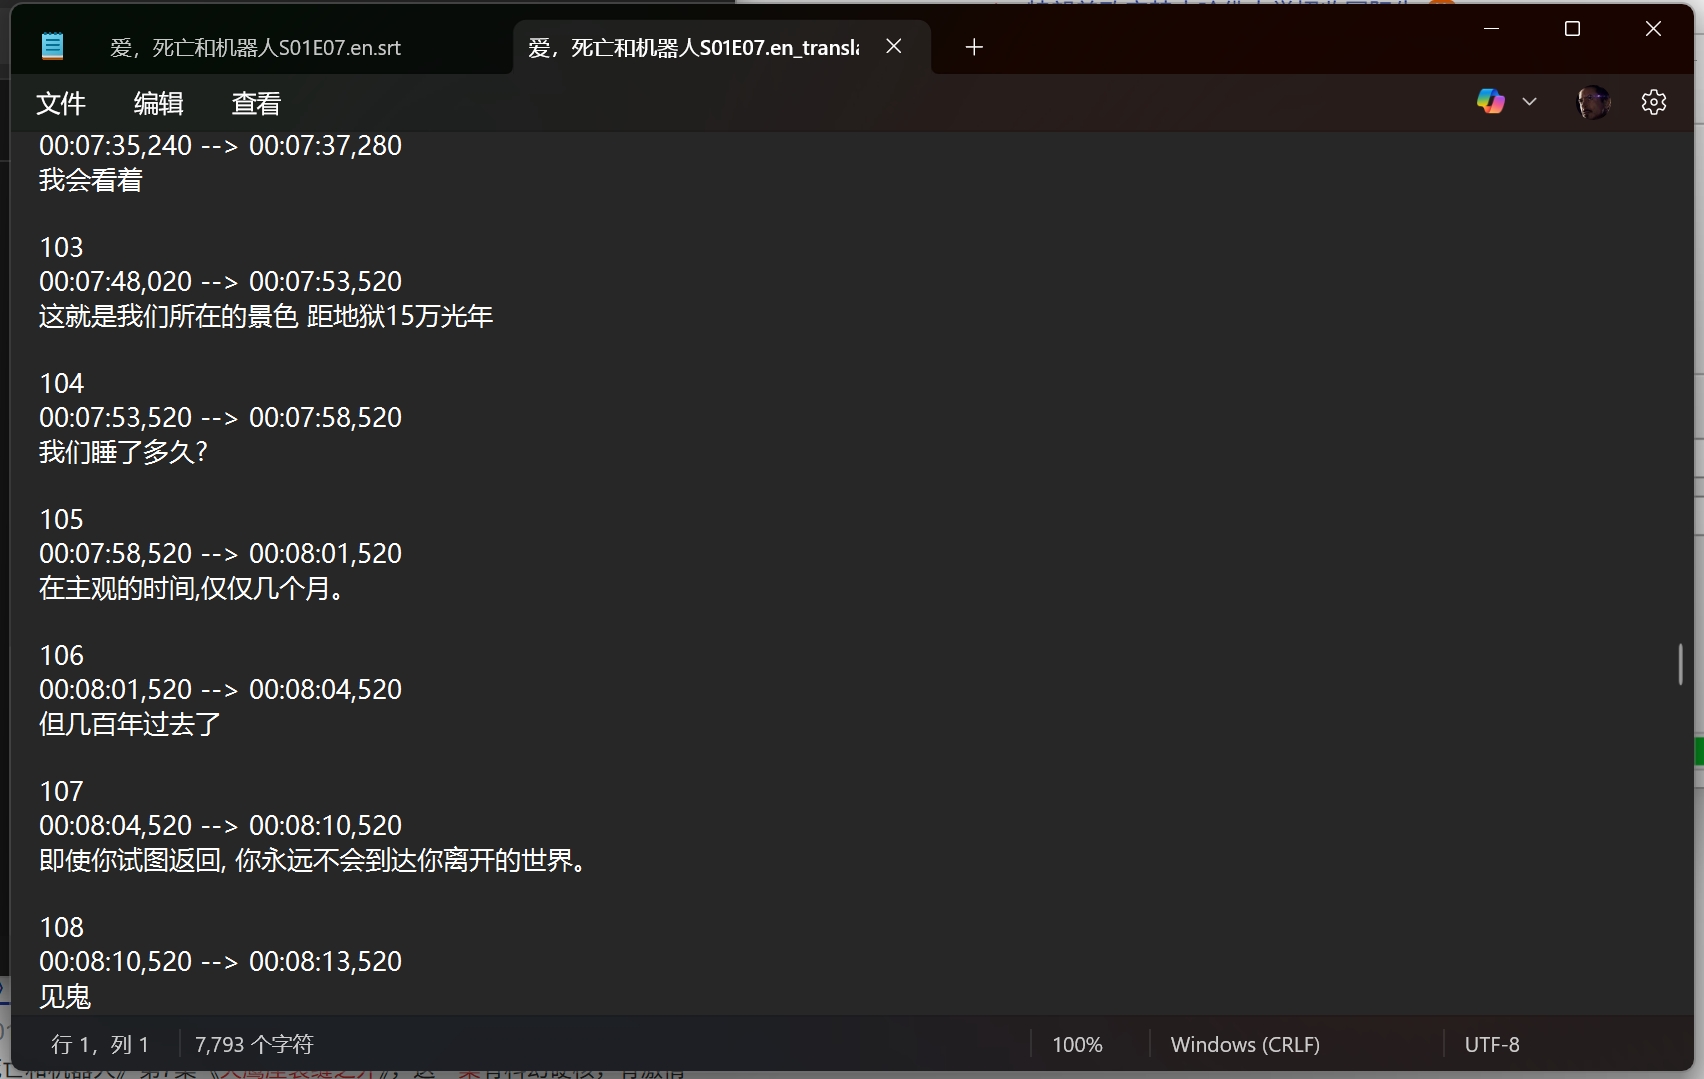 爱，死亡和机器人S01E07.en.srt
爱，死亡和机器人S01E07.en_transla
文件 编辑 查看
00:07:35,240 --> 00:07:37,280
我会看着
103
00:07:48,020 --> 00:07:53,520
这就是我们所在的景色 距地狱15万光年
104
00:07:53,520 --> 00:07:58,520
我们睡了多久?
105
00:07:58,520 --> 00:08:01,520
在主观的时间,仅仅几个月。
106
00:08:01,520 --> 00:08:04,520
但几百年过去了
107
00:08:04,520 --> 00:08:10,520
即使你试图返回, 你永远不会到达你离开的世界。
108
00:08:10,520 --> 00:08:13,520
见鬼
行 1，列 1 7,793 个字符 100% Windows (CRLF) UTF-8